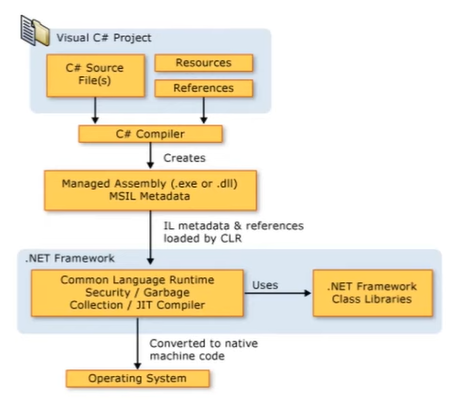 Visual C# Project
C# Source
File(s)
Resources
References
C# Compiler
Creates
Managed Assembly (.exe or .dll)
MSIL Metadata
IL metadata & references
loaded by CLR
.NET Framework
Common Language Runtime
Security / Garbage
Collection / JIT Compiler
Uses
.NET Framework
Class Libraries
Converted to native
machine code
Operating System